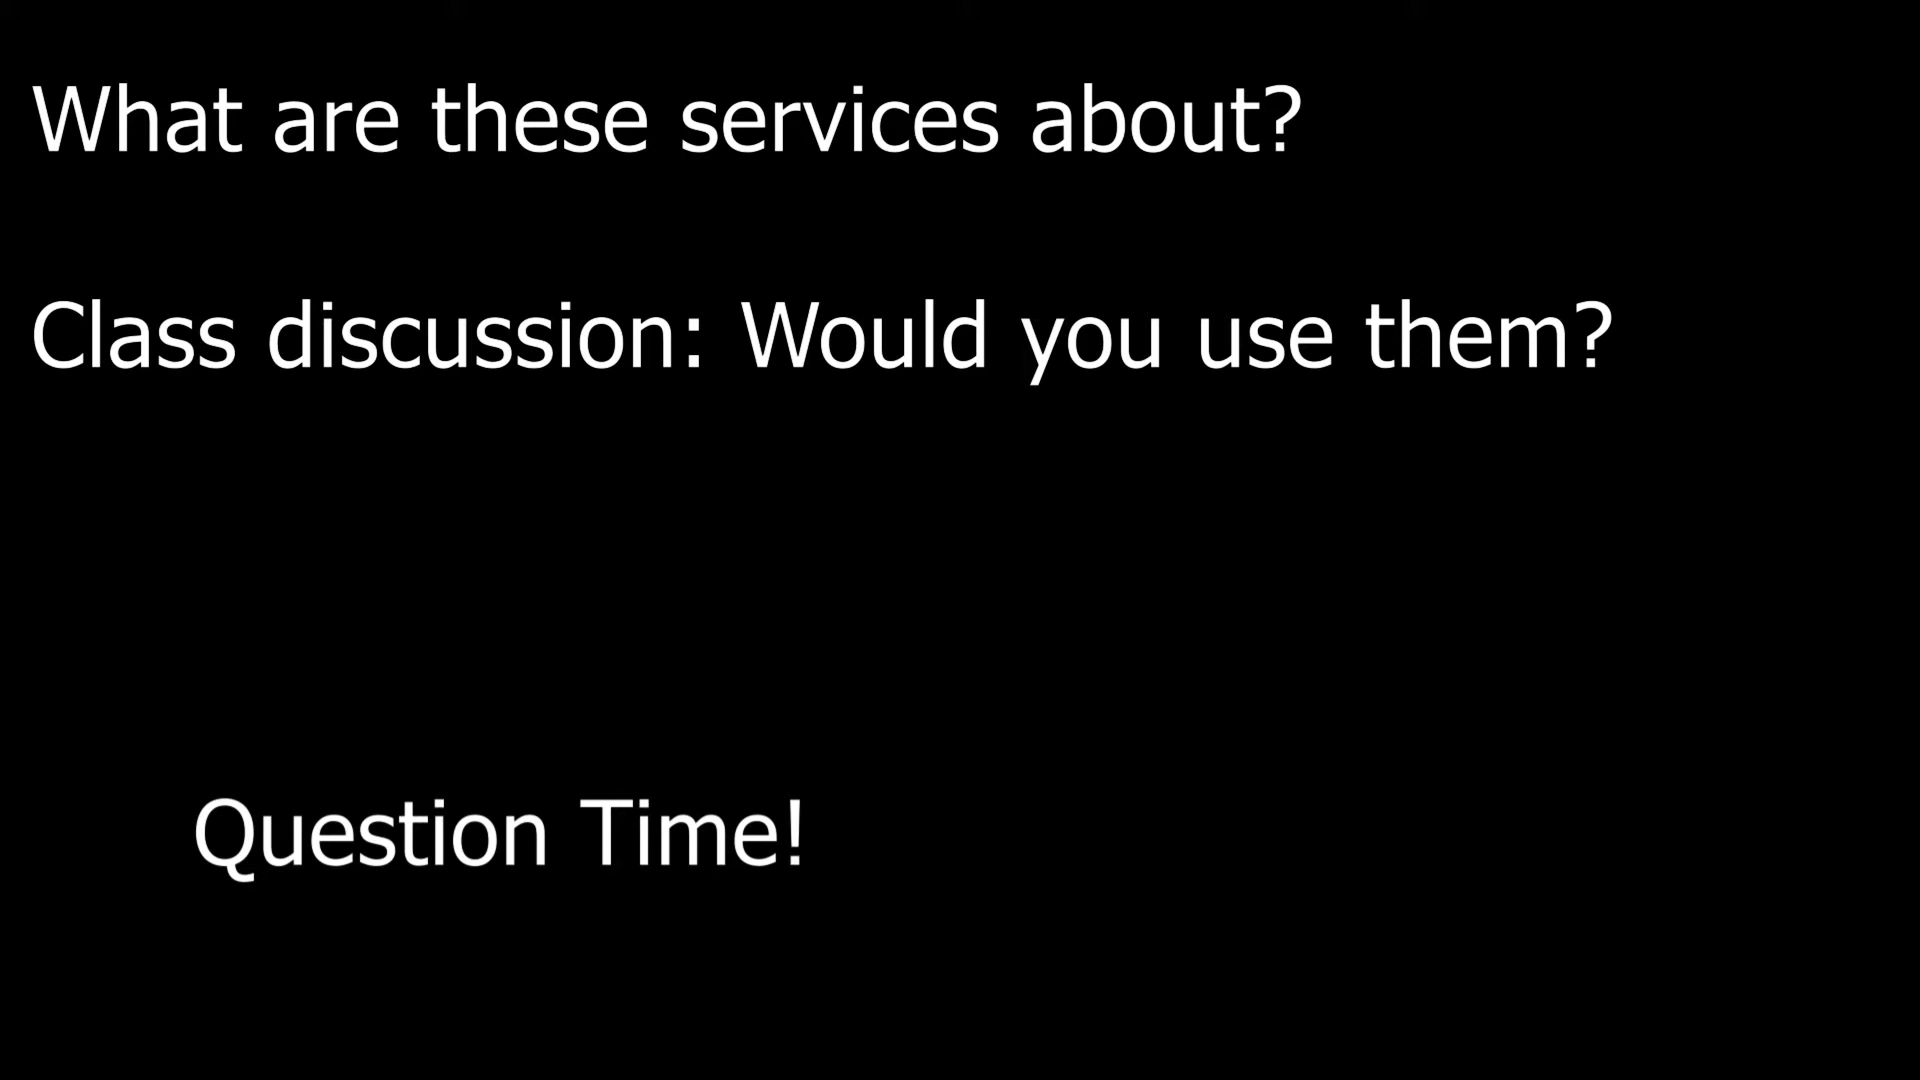 What are these services about?
Class discussion: Would you use them?
Question Time!